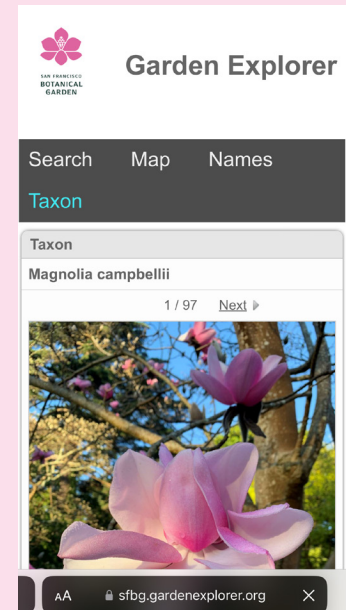 SAN FRANCISCO
BOTANICAL
GARDEN
Garden Explorer
Search Map Names
Taxon
Taxon
Magnolia campbellii
1 / 97 Next
AA sfbg.gardenexplorer.org